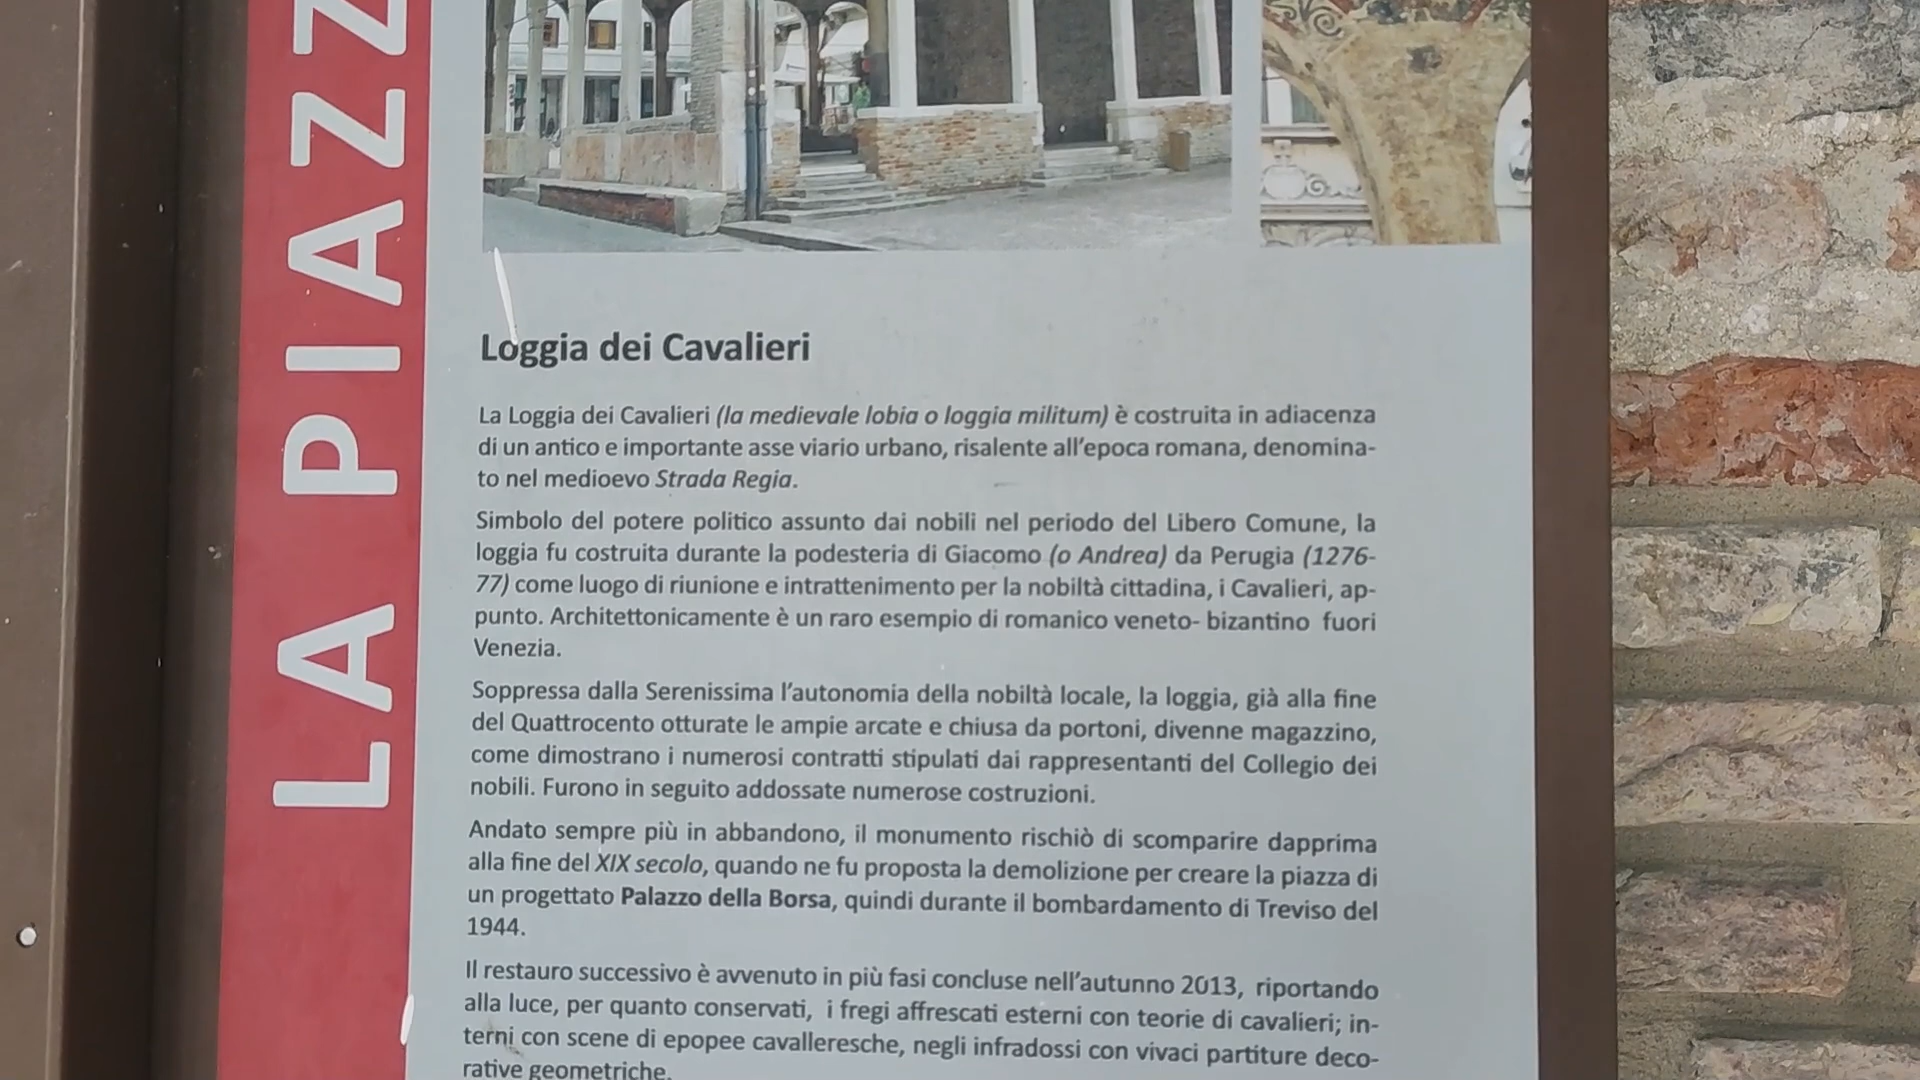 LA PIAZZ
Loggia dei Cavalieri
La Loggia dei Cavalieri (la medievale lobia o loggia militum) è costruita in adiacenza
di un antico e importante asse viario urbano, risalente all'epoca romana, denomina-
to nel medioevo Strada Regia.
Simbolo del potere politico assunto dai nobili nel periodo del Libero Comune, la
loggia fu costruita durante la podesteria di Giacomo (o Andrea) da Perugia (1276-
77) come luogo di riunione e intrattenimento per la nobiltà cittadina, i Cavalieri, ap-
punto. Architettonicamente è un raro esempio di romanico veneto- bizantino fuori
Venezia.
Soppressa dalla Serenissima l'autonomia della nobiltà locale, la loggia, già alla fine
del Quattrocento otturate le ampie arcate e chiusa da portoni, divenne magazzino,
come dimostrano i numerosi contratti stipulati dai rappresentanti del Collegio dei
nobili. Furono in seguito addossate numerose costruzioni.
Andato sempre più in abbandono, il monumento rischiò di scomparire dapprima
alla fine del XIX secolo, quando ne fu proposta la demolizione per creare la piazza di
un progettato Palazzo della Borsa, quindi durante il bombardamento di Treviso del
1944.
Il restauro successivo è avvenuto in più fasi concluse nell'autunno 2013, riportando
alla luce, per quanto conservati, i fregi affrescati esterni con teorie di cavalieri; in-
terni con scene di epopee cavalleresche, negli infradossi con vivaci partiture deco-
rative geometriche.